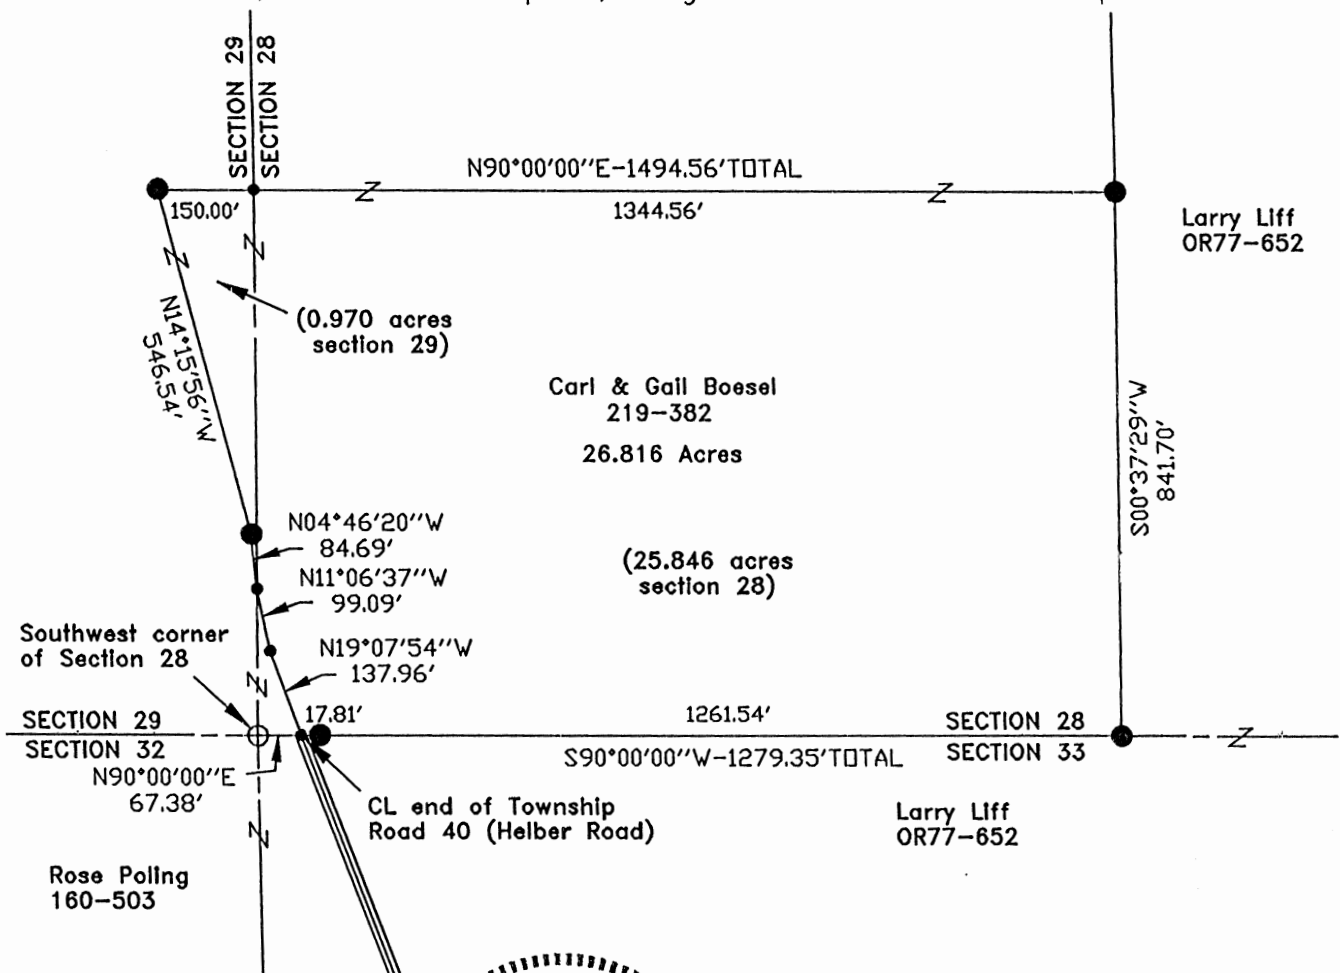 SECTION 29
SECTION 28
N90°00'00"E-1494.56'TOTAL
150.00'
1344.56'
Larry Liff
OR77-652
(0.970 acres
section 29)
N14°15'56"W
546.54'
Carl & Gail Boesel
219-382
26.816 Acres
S00°37'29"W
841.70'
N04°46'20"W
84.69'
(25.846 acres
section 28)
N11°06'37"W
99.09'
Southwest corner
of Section 28
N19°07'54"W
137.96'
17.81'
1261.54'
SECTION 29
SECTION 28
SECTION 32
S90°00'00"W-1279.35'TOTAL
SECTION 33
N90°00'00"E
67.38'
CL end of Township
Road 40 (Helber Road)
Larry Liff
OR77-652
Rose Poling
160-503